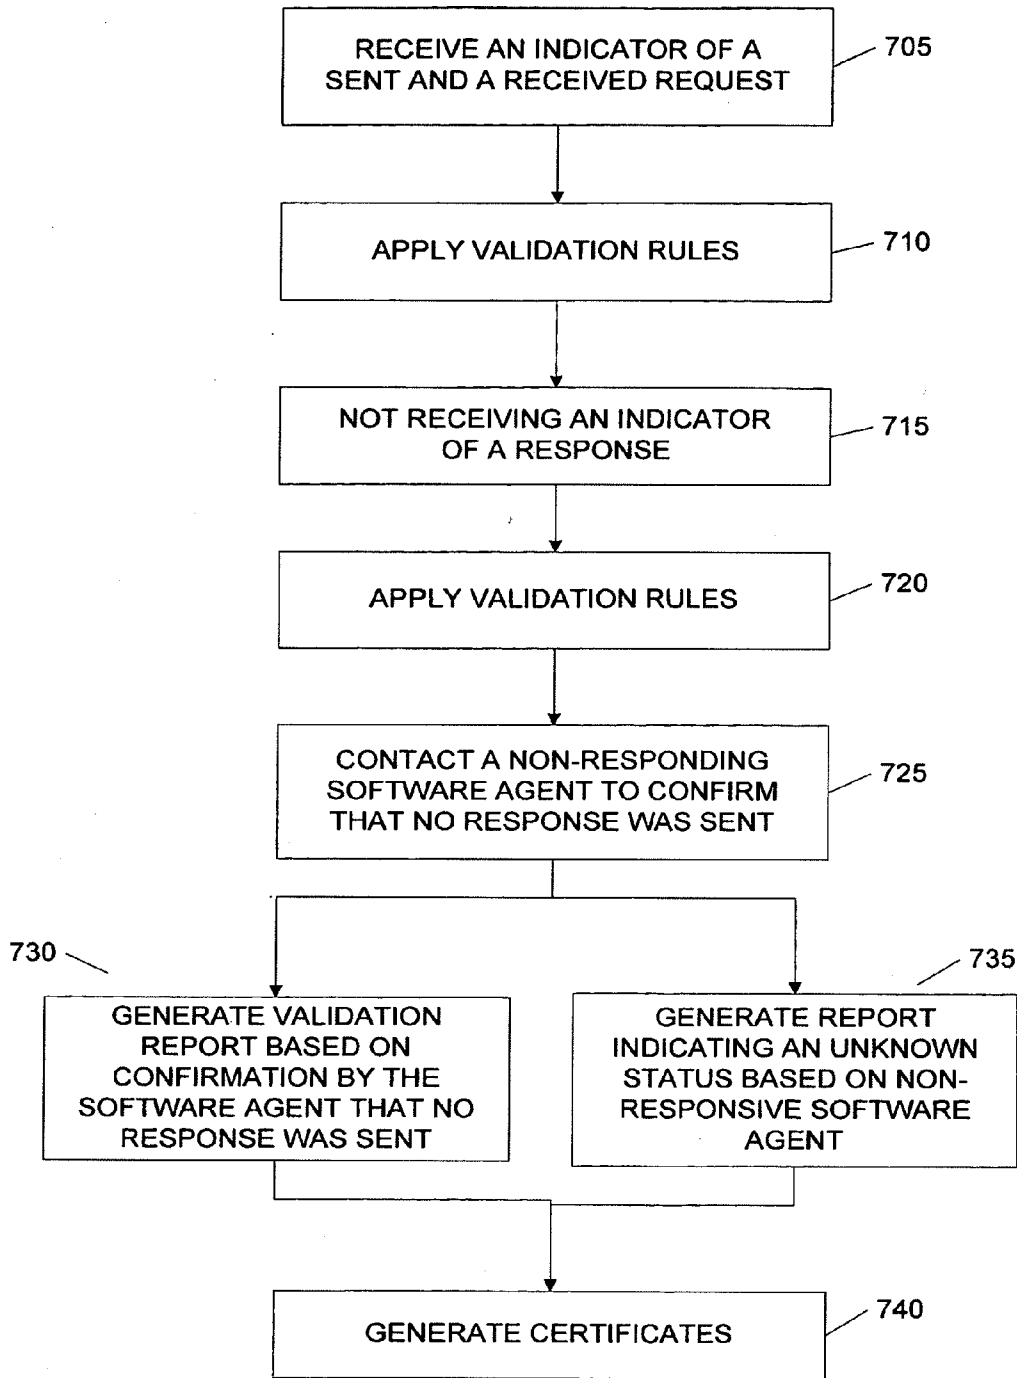 RECEIVE AN INDICATOR OF A
SENT AND A RECEIVED REQUEST
705
APPLY VALIDATION RULES
710
NOT RECEIVING AN INDICATOR
OF A RESPONSE
715
APPLY VALIDATION RULES
720
CONTACT A NON-RESPONDING
SOFTWARE AGENT TO CONFIRM
THAT NO RESPONSE WAS SENT
725
730
GENERATE VALIDATION
REPORT BASED ON
CONFIRMATION BY THE
SOFTWARE AGENT THAT NO
RESPONSE WAS SENT
735
GENERATE REPORT
INDICATING AN UNKNOWN
STATUS BASED ON NON-
RESPONSIVE SOFTWARE
AGENT
GENERATE CERTIFICATES
740